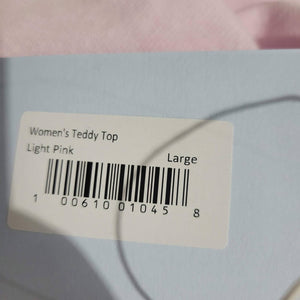 Women's Teddy Top
Light Pink
Large
1 00610 01045 8